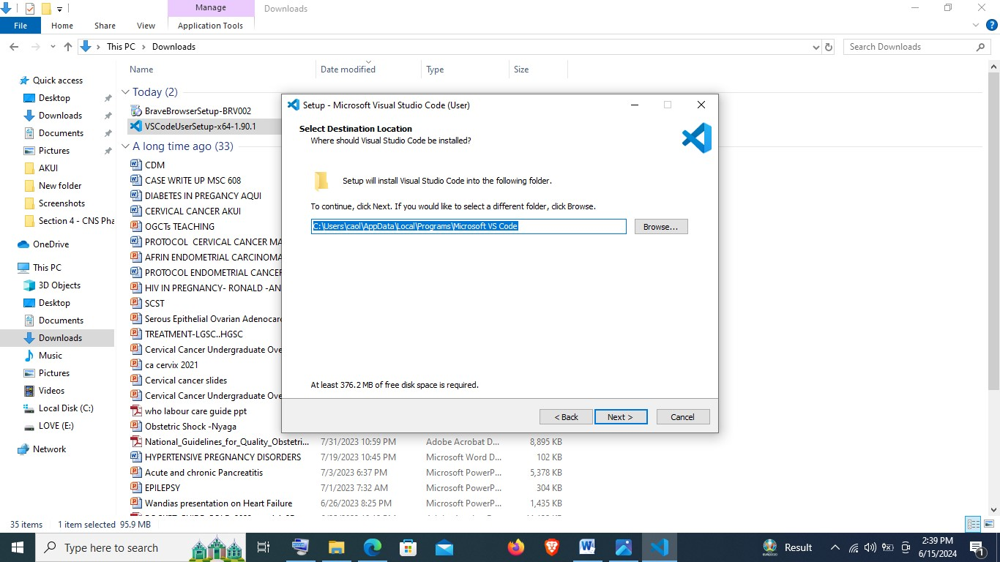 Manage
Downloads
File
Home
Share
View
Application Tools
This PC
Downloads
Search Downloads
Name
Date modified
Type
Size
Quick access
Desktop
Downloads
Documents
Pictures
AKUI
New folder
Screenshots
Section 4 - CNS Pha
OneDrive
This PC
3D Objects
Desktop
Documents
Downloads
Music
Pictures
Videos
Local Disk (C:)
LOVE (E:)
Network
Today (2)
BraveBrowserSetup-BRV002
VSCodeUserSetup-x64-1.90.1
A long time ago (33)
CDM
CASE WRITE UP MSC 608
DIABETES IN PREGANCY AQUI
CERVICAL CANCER AKUI
OGCTs TEACHING
PROTOCOL CERVICAL CANCER MA
AFRIN ENDOMETRIAL CARCINOMA
PROTOCOL ENDOMETRIAL CANCER
HIV IN PREGNANCY- RONALD -AN
SCST
Serous Epithelial Ovarian Adenocar
TREATMENT-LGSC..HGSC
Cervical Cancer Undergraduate Ove
ca cervix 2021
Cervical cancer slides
Cervical Cancer Undergraduate Ove
who labour care guide ppt
Obstetric Shock -Nyaga
National_Guidelines_for_Quality_Obstetri... 7/31/2023 10:59 PM Adobe Acrobat D... 8,895 KB
HYPERTENSIVE PREGNANCY DISORDERS 7/19/2023 10:45 PM Microsoft Word D... 102 KB
Acute and chronic Pancreatitis 7/3/2023 6:37 PM Microsoft PowerP... 5,378 KB
EPILEPSY 7/1/2023 7:32 AM Microsoft PowerP... 304 KB
Wandias presentation on Heart Failure 6/26/2023 8:25 PM Microsoft PowerP... 1,435 KB
Setup - Microsoft Visual Studio Code (User)
Select Destination Location
Where should Visual Studio Code be installed?
Setup will install Visual Studio Code into the following folder.
To continue, click Next. If you would like to select a different folder, click Browse.
C:\Users\caol\AppData\Local\Programs\Microsoft VS Code
Browse...
At least 376.2 MB of free disk space is required.
< Back
Next >
Cancel
35 items 1 item selected 95.9 MB
Type here to search
Result
2:39 PM
6/15/2024
1